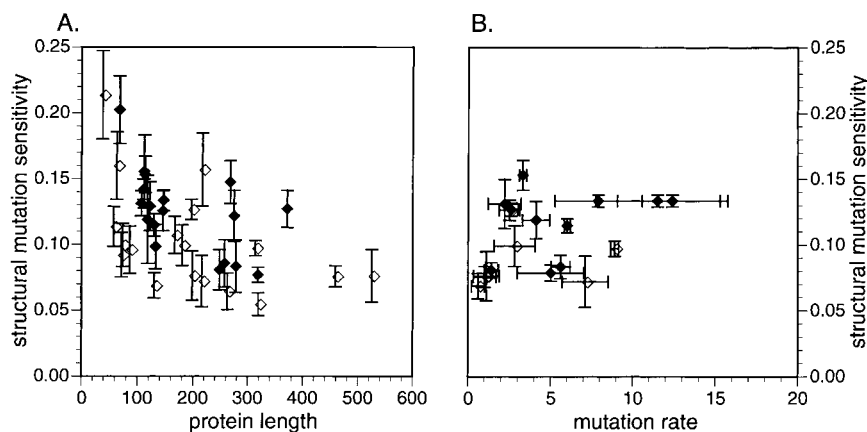 A.
structural mutation sensitivity
0.25
0.20
0.15
0.10
0.05
0.00
0 100 200 300 400 500 600
protein length
B.
0.25
0.20
0.15
0.10
0.05
0.00
structural mutation sensitivity
0 5 10 15 20
mutation rate